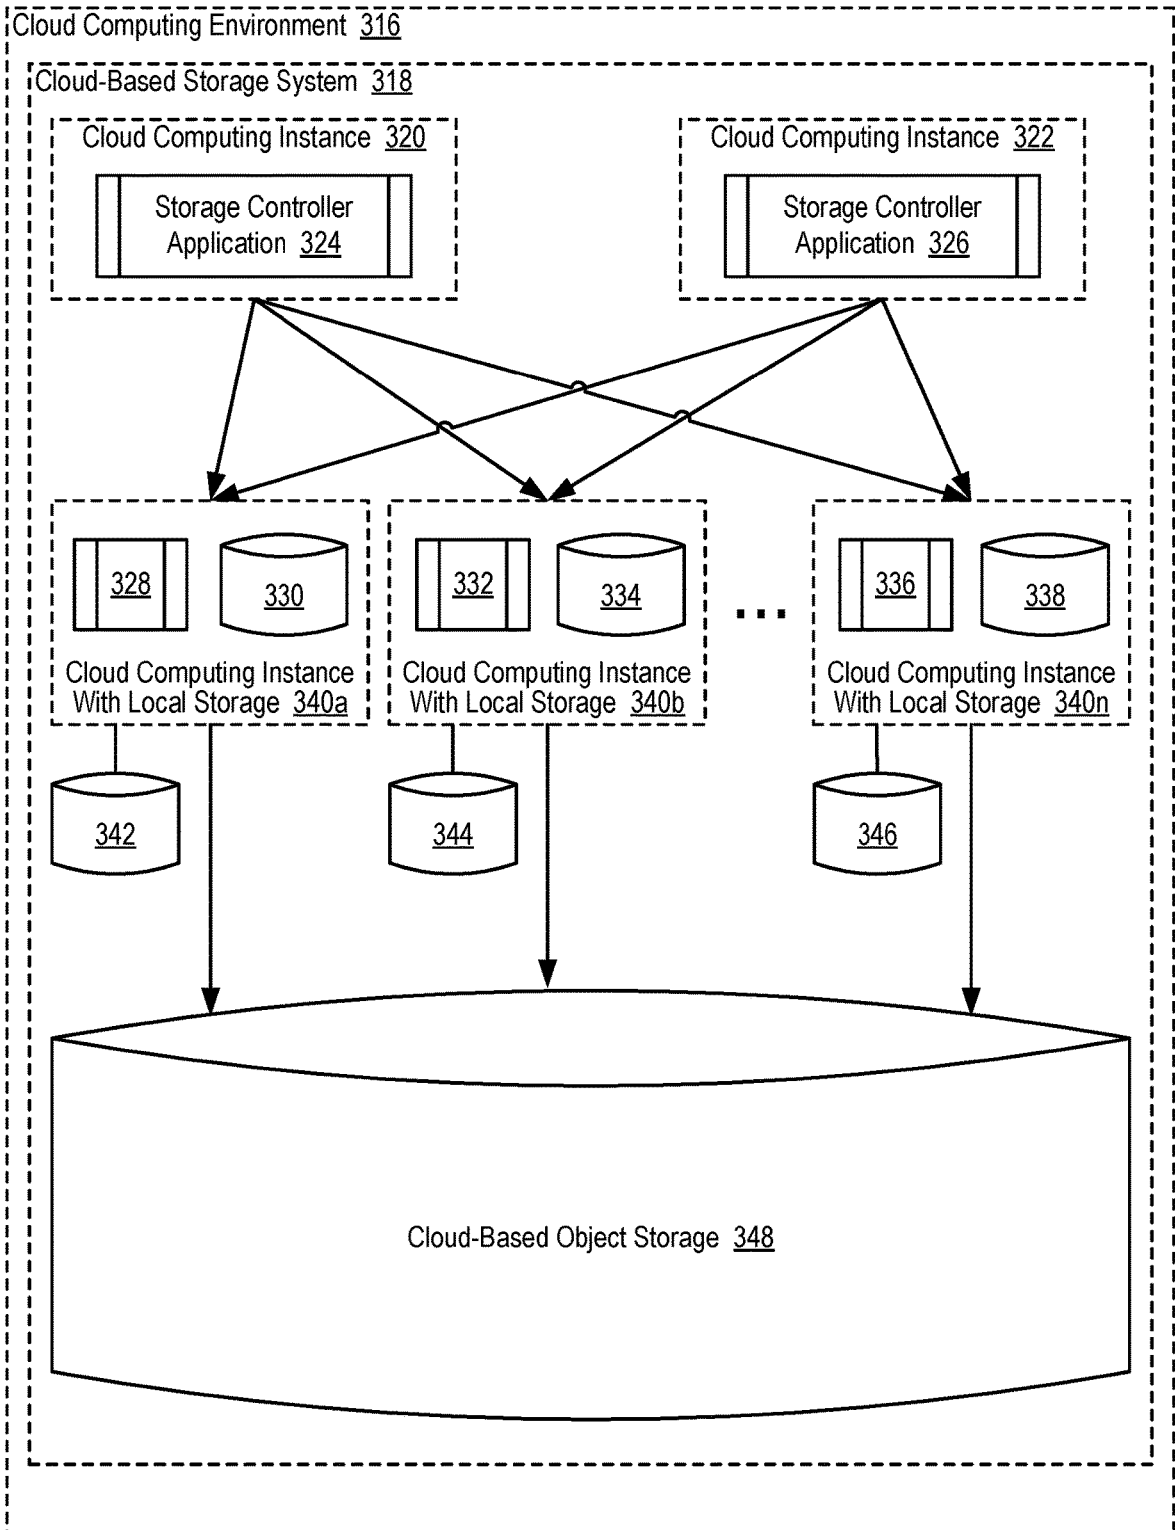 Cloud Computing Environment 316
Cloud-Based Storage System 318
Cloud Computing Instance 320
Storage Controller
Application 324
Cloud Computing Instance 322
Storage Controller
Application 326
328
330
Cloud Computing Instance
With Local Storage 340a
332
334
Cloud Computing Instance
With Local Storage 340b
...
336
338
Cloud Computing Instance
With Local Storage 340n
342
344
346
Cloud-Based Object Storage 348